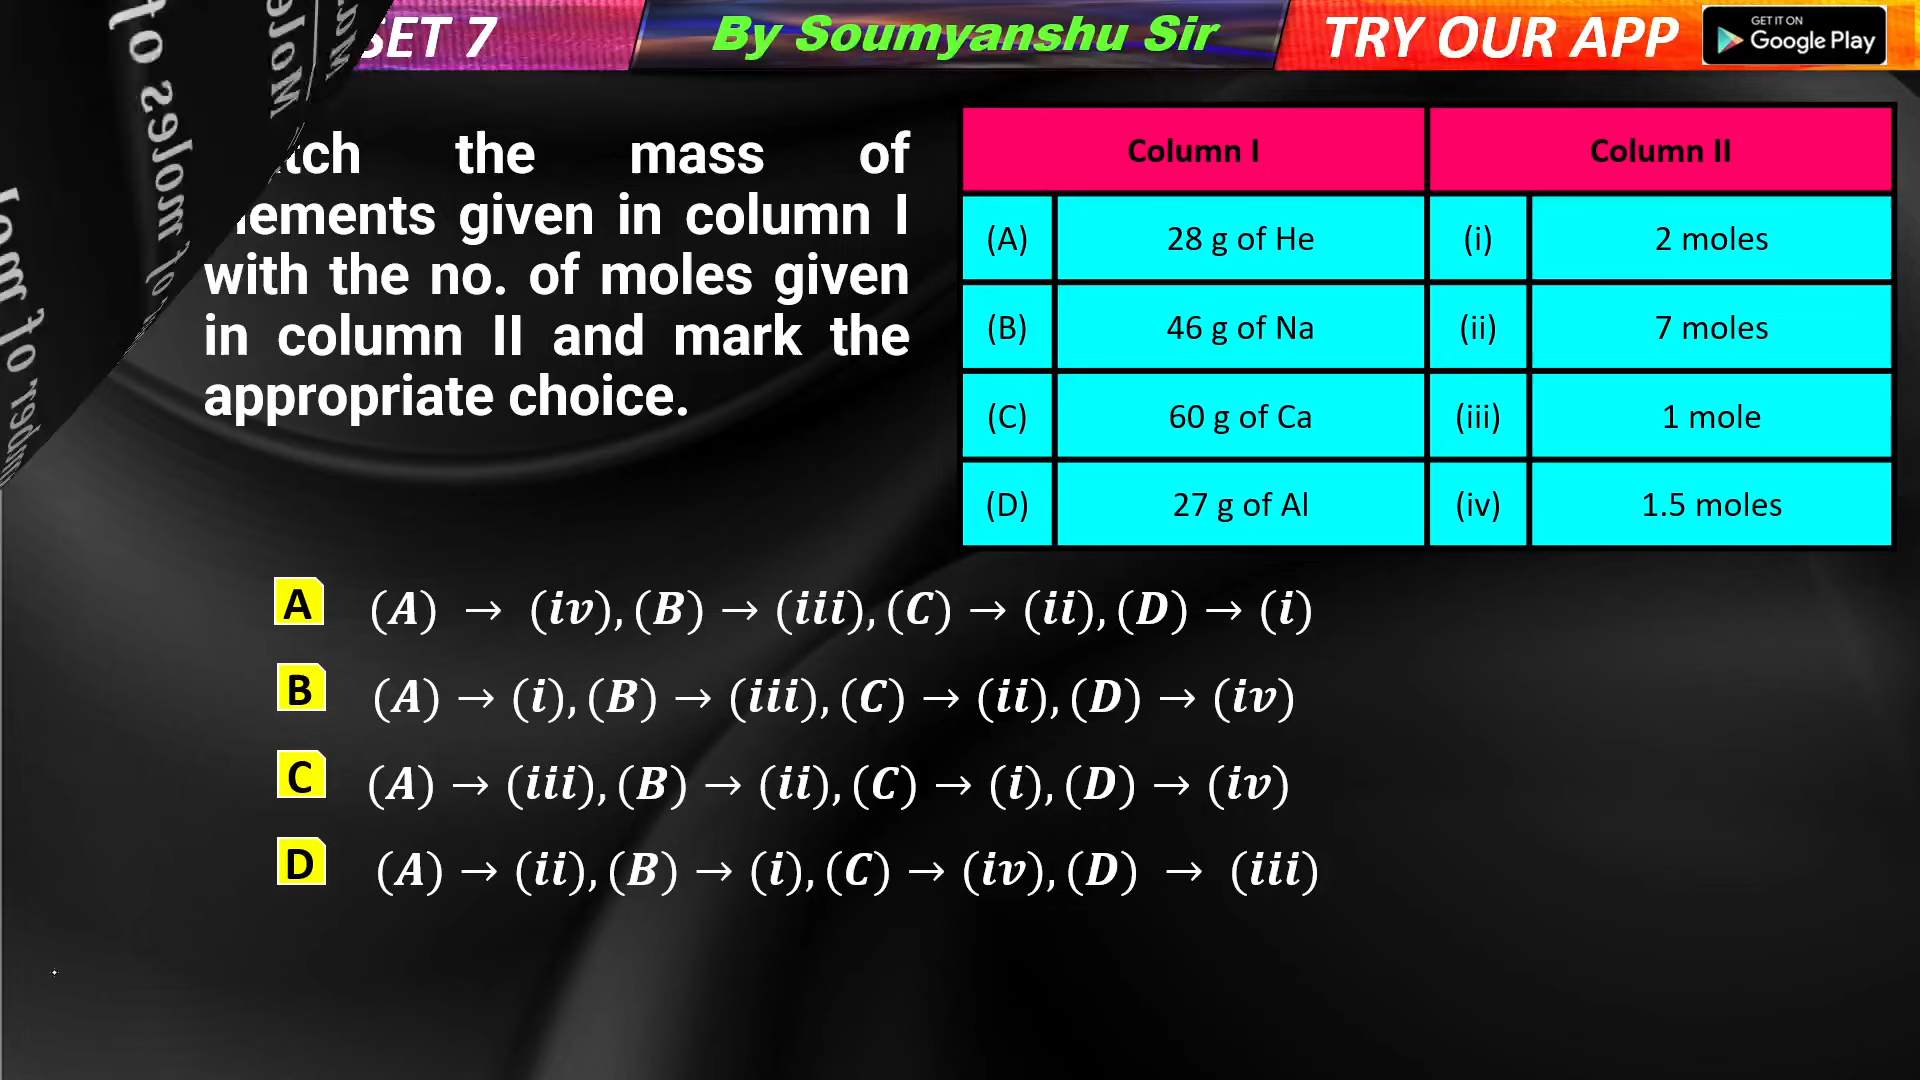 SET 7
By Soumyanshu Sir
TRY OUR APP
GET IT ON
Google Play
the mass of
given in column I
with the no. of moles given
in column II and mark the
appropriate choice.
Column I Column II
(A) 28 g of He (i) 2 moles
(B) 46 g of Na (ii) 7 moles
(C) 60 g of Ca (iii) 1 mole
(D) 27 g of Al (iv) 1.5 moles
A (A) → (iv), (B) → (iii), (C) → (ii), (D) → (i)
B (A) → (i), (B) → (iii), (C) → (ii), (D) → (iv)
C (A) → (iii), (B) → (ii), (C) → (i), (D) → (iv)
D (A) → (ii), (B) → (i), (C) → (iv), (D) → (iii)